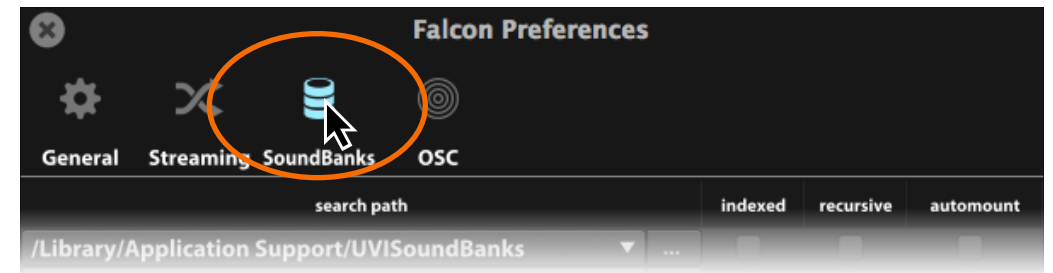 Falcon Preferences
General Streaming SoundBanks OSC
search path indexed recursive automount
/Library/Application Support/UVISoundBanks ...